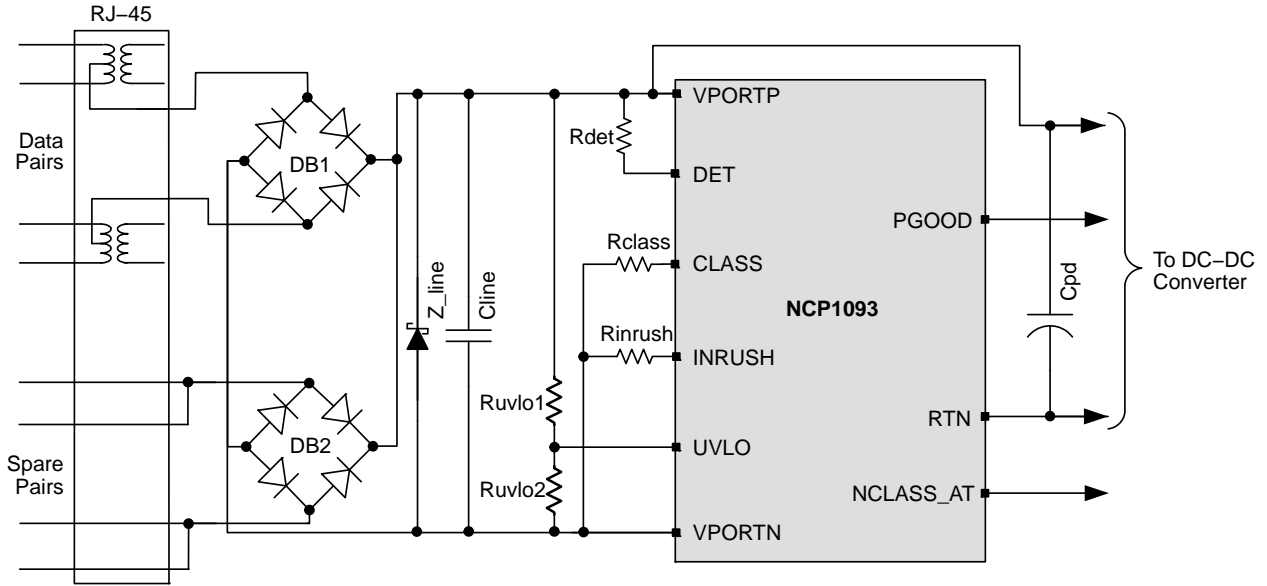 RJ−45
Data
Pairs
Spare
Pairs
DB1
DB2
Z_line
Cline
Rdet
Rclass
Rinrush
Ruvlo1
Ruvlo2
VPORTP
DET
CLASS
INRUSH
UVLO
VPORTN
NCP1093
PGOOD
RTN
NCLASS_AT
Cpd
To DC−DC
Converter